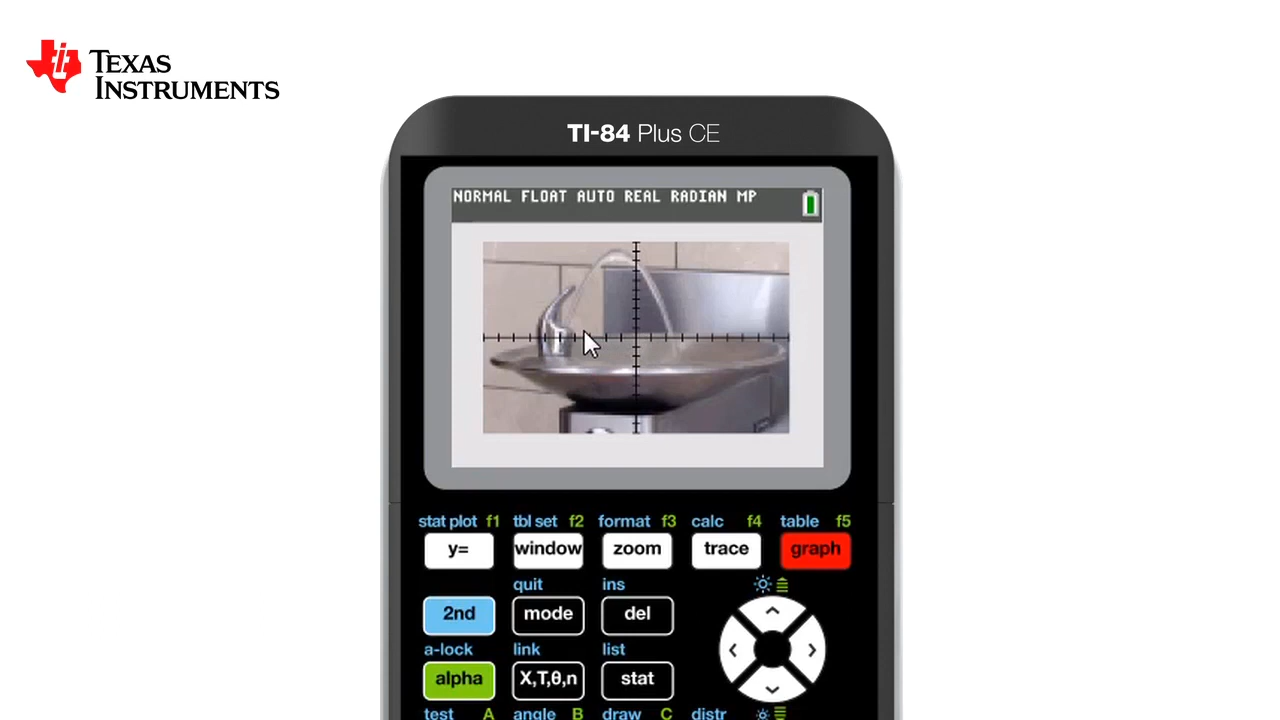 TEXAS
INSTRUMENTS
TI-84 Plus CE
NORMAL FLOAT AUTO REAL RADIAN MP
stat plot f1 tbl set f2 format f3 calc f4 table f5
y= window zoom trace graph
quit ins
2nd mode del
a-lock link list
alpha X,T,θ,n stat
test A angle B draw C distr